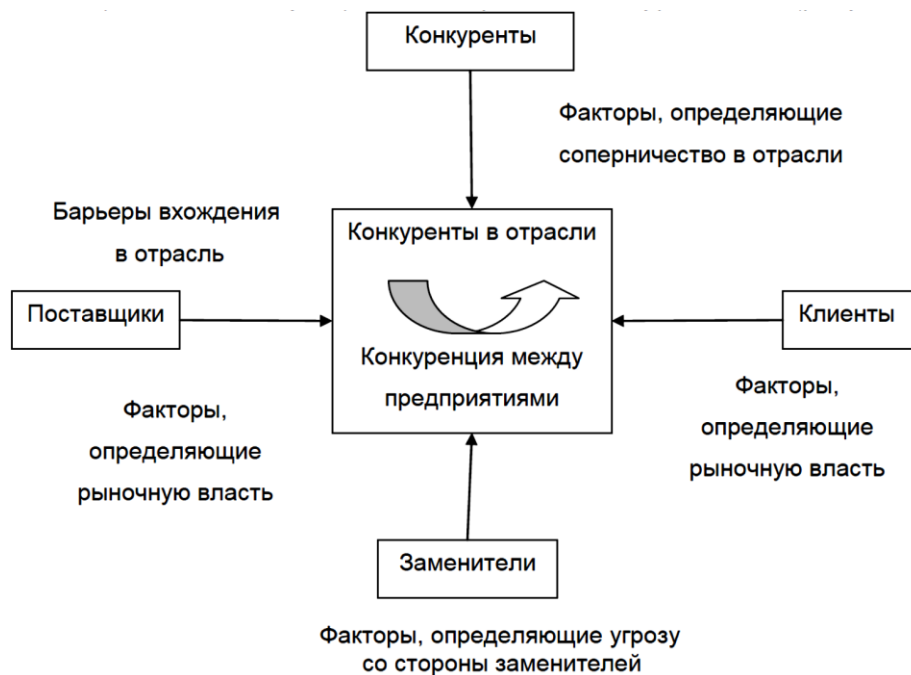 Конкуренты
Факторы, определяющие
соперничество в отрасли
Барьеры вхождения
в отрасль
Конкуренты в отрасли
Поставщики
Клиенты
Конкуренция между
предприятиями
Факторы,
определяющие
рыночную власть
Факторы,
определяющие
рыночную власть
Заменители
Факторы, определяющие угрозу
со стороны заменителей